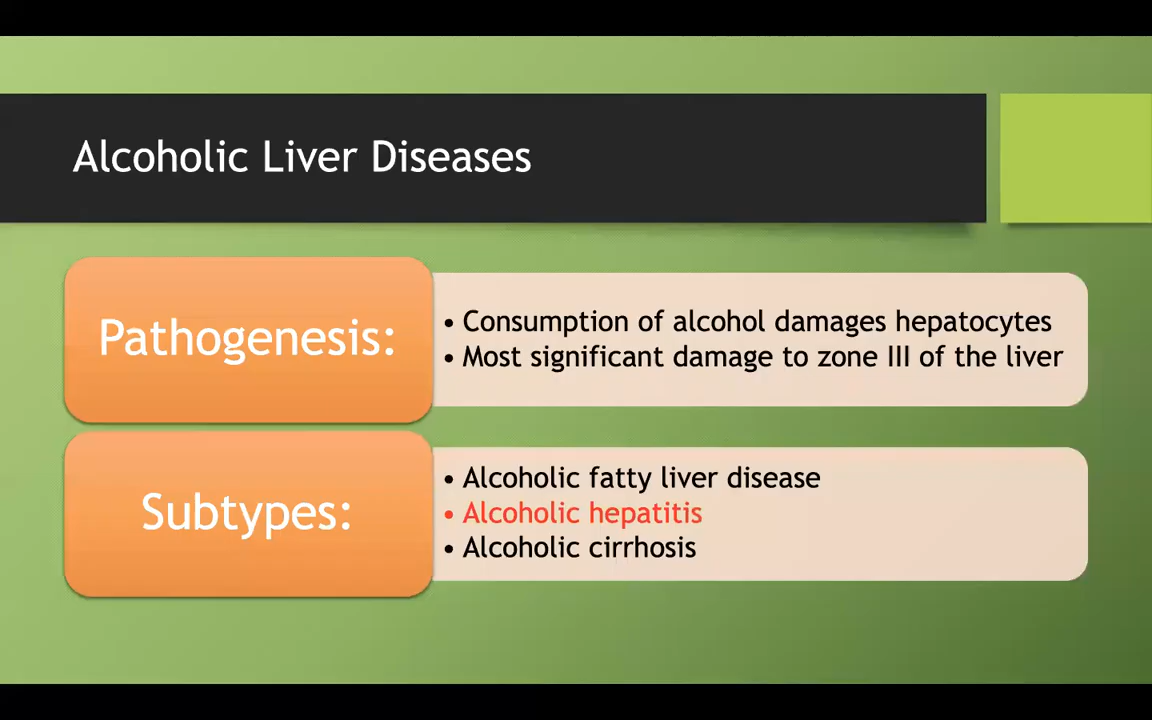 Alcoholic Liver Diseases
Pathogenesis:
• Consumption of alcohol damages hepatocytes
• Most significant damage to zone III of the liver
Subtypes:
• Alcoholic fatty liver disease
• Alcoholic hepatitis
• Alcoholic cirrhosis